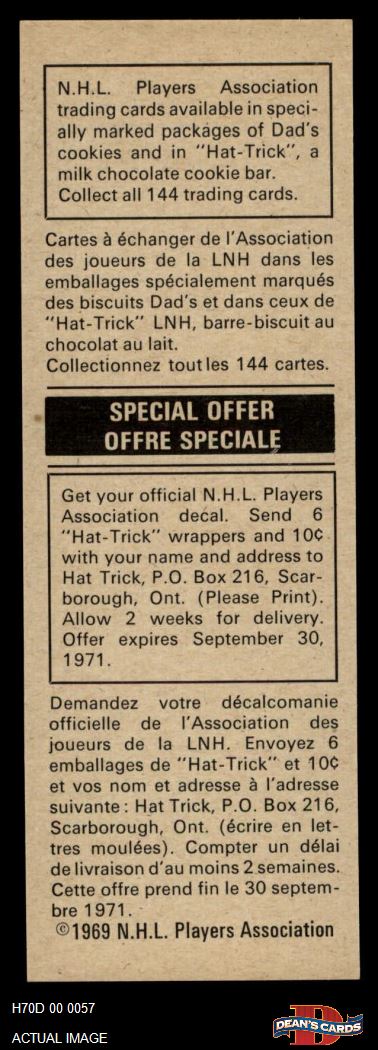 N.H.L. Players Association
trading cards available in speci-
ally marked packages of Dad's
cookies and in "Hat-Trick", a
milk chocolate cookie bar.
Collect all 144 trading cards.
Cartes à échanger de l'Association
des joueurs de la LNH dans les
emballages spécialement marqués
des biscuits Dad's et dans ceux de
"Hat-Trick" LNH, barre-biscuit au
chocolat au lait.
Collectionnez toutles 144 cartes.
SPECIAL OFFER
OFFRE SPECIALE
Get your official N.H.L. Players
Association decal. Send 6
"Hat-Trick" wrappers and 10¢
with your name and address to
Hat Trick, P.O. Box 216, Scar-
borough, Ont. (Please Print).
Allow 2 weeks for delivery.
Offer expires September 30,
1971.
Demandez votre décalcomanie
officielle de l'Association des
joueurs de la LNH. Envoyez 6
emballages de "Hat-Trick" et 10¢
et vos nom et adresse à l'adresse
suivante : Hat Trick, P.O. Box 216,
Scarborough, Ont. (écrire en let-
tres moulées). Compter un délai
de livraison d'au moins 2 semaines.
Cette offre prend fin le 30 septem-
bre 1971.
©1969 N.H.L. Players Association
H70D 00 0057
ACTUAL IMAGE
D
DEAN'S CARDS